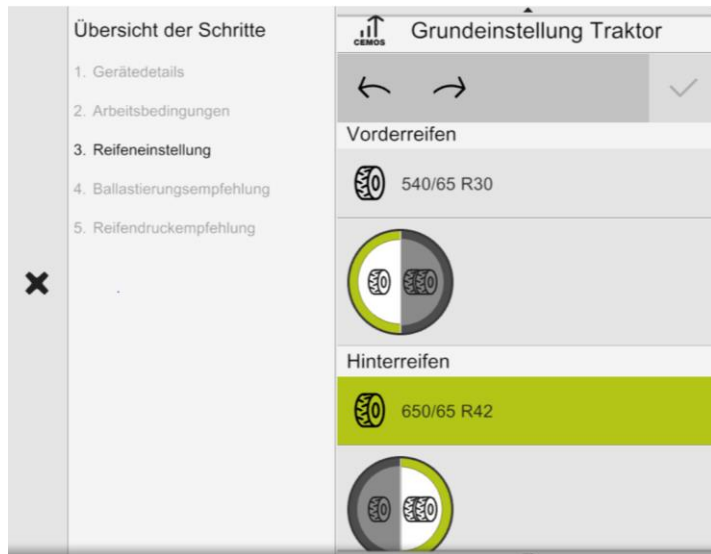 Übersicht der Schritte
1. Gerätedetails
2. Arbeitsbedingungen
3. Reifeneinstellung
4. Ballastierungsempfehlung
5. Reifendruckempfehlung
CEMOS
Grundeinstellung Traktor
Vorderreifen
540/65 R30
Hinterreifen
650/65 R42